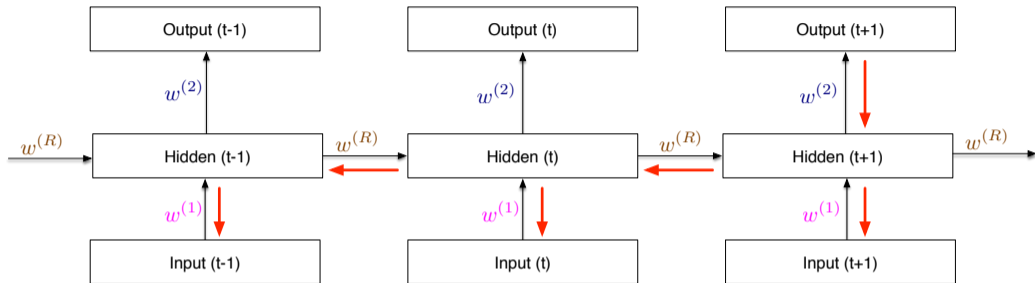 Output (t-1) Output (t) Output (t+1)
w^{(2)} w^{(2)} w^{(2)}
w^{(R)} w^{(R)} w^{(R)} w^{(R)}
Hidden (t-1) Hidden (t) Hidden (t+1)
w^{(1)} w^{(1)} w^{(1)}
Input (t-1) Input (t) Input (t+1)